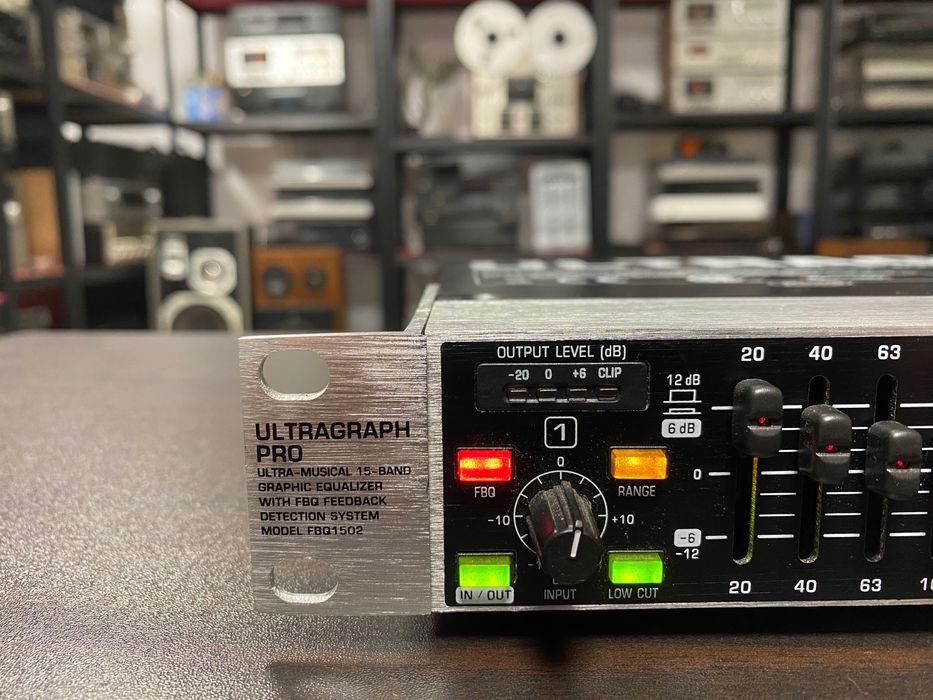 ULTRAGRAPH
PRO
ULTRA-MUSICAL 15-BAND
GRAPHIC EQUALIZER
WITH FBQ FEEDBACK
DETECTION SYSTEM
MODEL FBQ1502
OUTPUT LEVEL (dB)
-20 0 +6 CLIP
1
FBQ
RANGE
0
-10 +10
IN / OUT
INPUT
LOW CUT
12 dB
6 dB
0
-6
-12
20 40 63
20 40 63